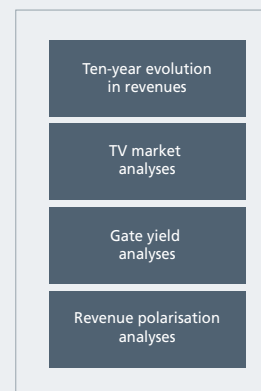 Ten-year evolution
in revenues
TV market
analyses
Gate yield
analyses
Revenue polarisation
analyses